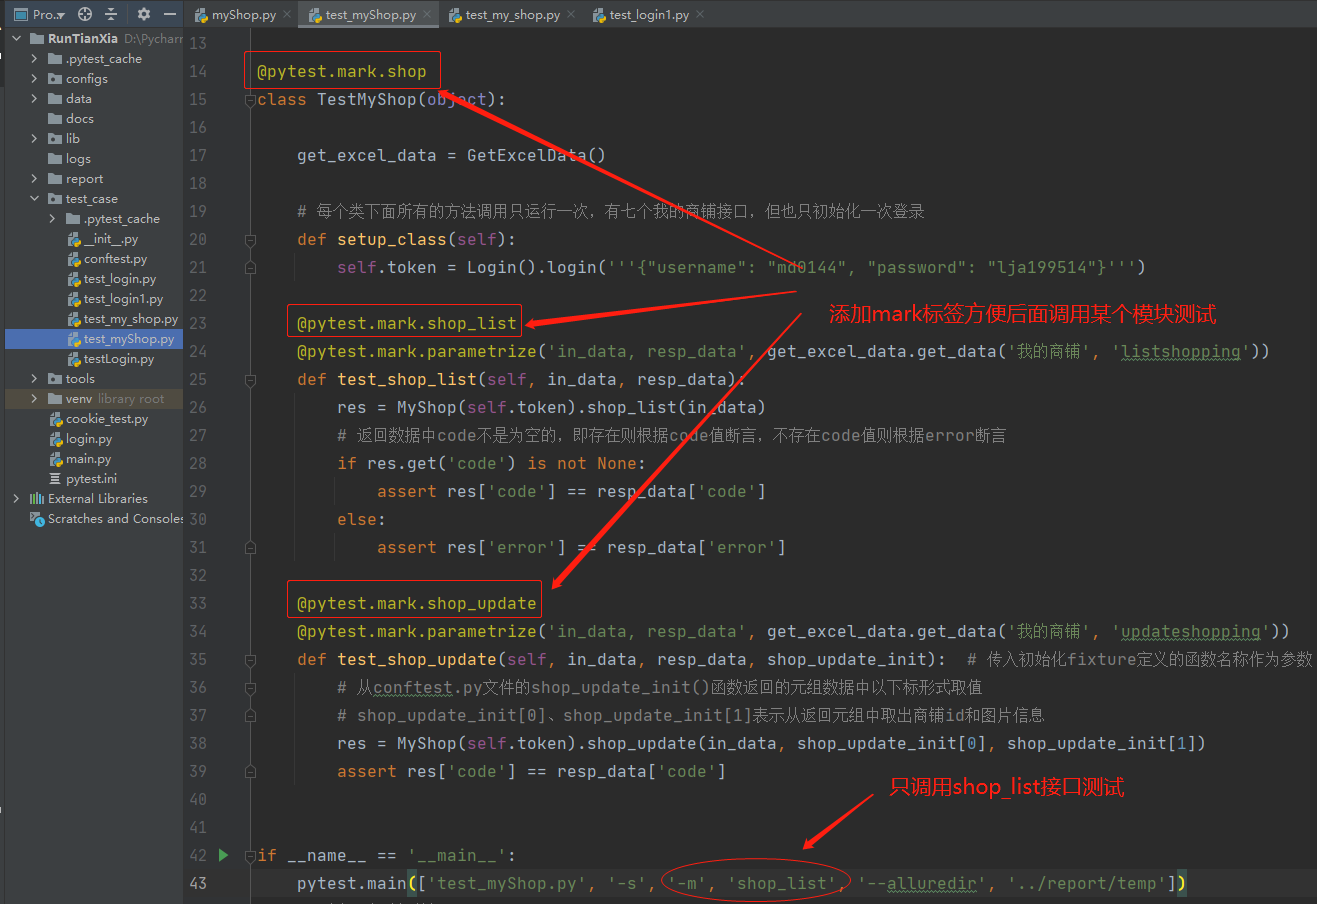 Pro..
myShop.py
test_myShop.py
test_my_shop.py
test_login1.py
RunTianXia D:\Pychar
.pytest_cache
configs
data
docs
lib
logs
report
test_case
.pytest_cache
__init__.py
conftest.py
test_login.py
test_login1.py
test_my_shop.py
test_myShop.py
testLogin.py
tools
venv library root
cookie_test.py
login.py
main.py
pytest.ini
External Libraries
Scratches and Consoles
13
14 @pytest.mark.shop
15 class TestMyShop(object):
16
17 get_excel_data = GetExcelData()
18
19 # 每个类下面所有的方法调用只运行一次，有七个我的商铺接口，但也只初始化一次登录
20 def setup_class(self):
21 self.token = Login().login('''{"username": "md0144", "password": "lja199514"}''')
22
添加mark标签方便后面调用某个模块测试
23 @pytest.mark.shop_list
24 @pytest.mark.parametrize('in_data, resp_data', get_excel_data.get_data('我的商铺', 'listshopping'))
25 def test_shop_list(self, in_data, resp_data):
26 res = MyShop(self.token).shop_list(in_data)
27 # 返回数据中code不是为空的，即存在则根据code值断言，不存在code值则根据error断言
28 if res.get('code') is not None:
29 assert res['code'] == resp_data['code']
30 else:
31 assert res['error'] == resp_data['error']
32
33 @pytest.mark.shop_update
34 @pytest.mark.parametrize('in_data, resp_data', get_excel_data.get_data('我的商铺', 'updateshopping'))
35 def test_shop_update(self, in_data, resp_data, shop_update_init): # 传入初始化fixture定义的函数名称作为参数
36 # 从conftest.py文件的shop_update_init()函数返回的元组数据中以下标形式取值
37 # shop_update_init[0]、shop_update_init[1]表示从返回元组中取出商铺id和图片信息
38 res = MyShop(self.token).shop_update(in_data, shop_update_init[0], shop_update_init[1])
39 assert res['code'] == resp_data['code']
只调用shop_list接口测试
40
41
42 if __name__ == '__main__':
43 pytest.main(['test_myShop.py', '-s', '-m', 'shop_list', '--alluredir', '../report/temp'])